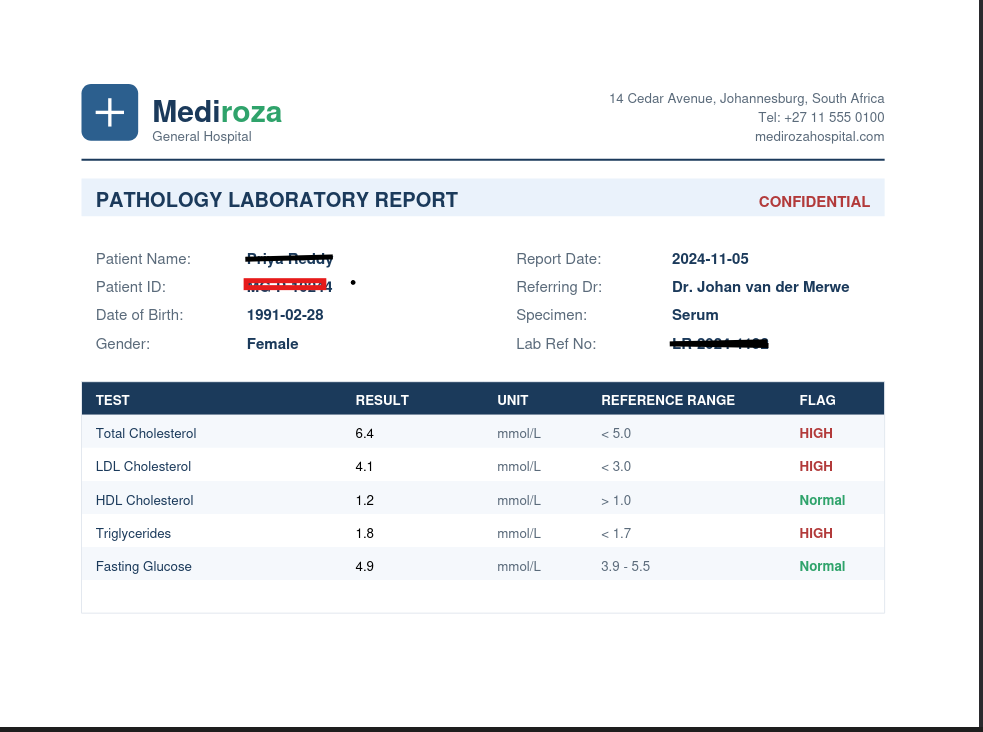 Mediroza
General Hospital
14 Cedar Avenue, Johannesburg, South Africa
Tel: +27 11 555 0100
medirozahospital.com
PATHOLOGY LABORATORY REPORT CONFIDENTIAL
Patient Name: Report Date: 2024-11-05
Patient ID: Referring Dr: Dr. Johan van der Merwe
Date of Birth: 1991-02-28 Specimen: Serum
Gender: Female Lab Ref No:
TEST RESULT UNIT REFERENCE RANGE FLAG
Total Cholesterol 6.4 mmol/L < 5.0 HIGH
LDL Cholesterol 4.1 mmol/L < 3.0 HIGH
HDL Cholesterol 1.2 mmol/L > 1.0 Normal
Triglycerides 1.8 mmol/L < 1.7 HIGH
Fasting Glucose 4.9 mmol/L 3.9 - 5.5 Normal